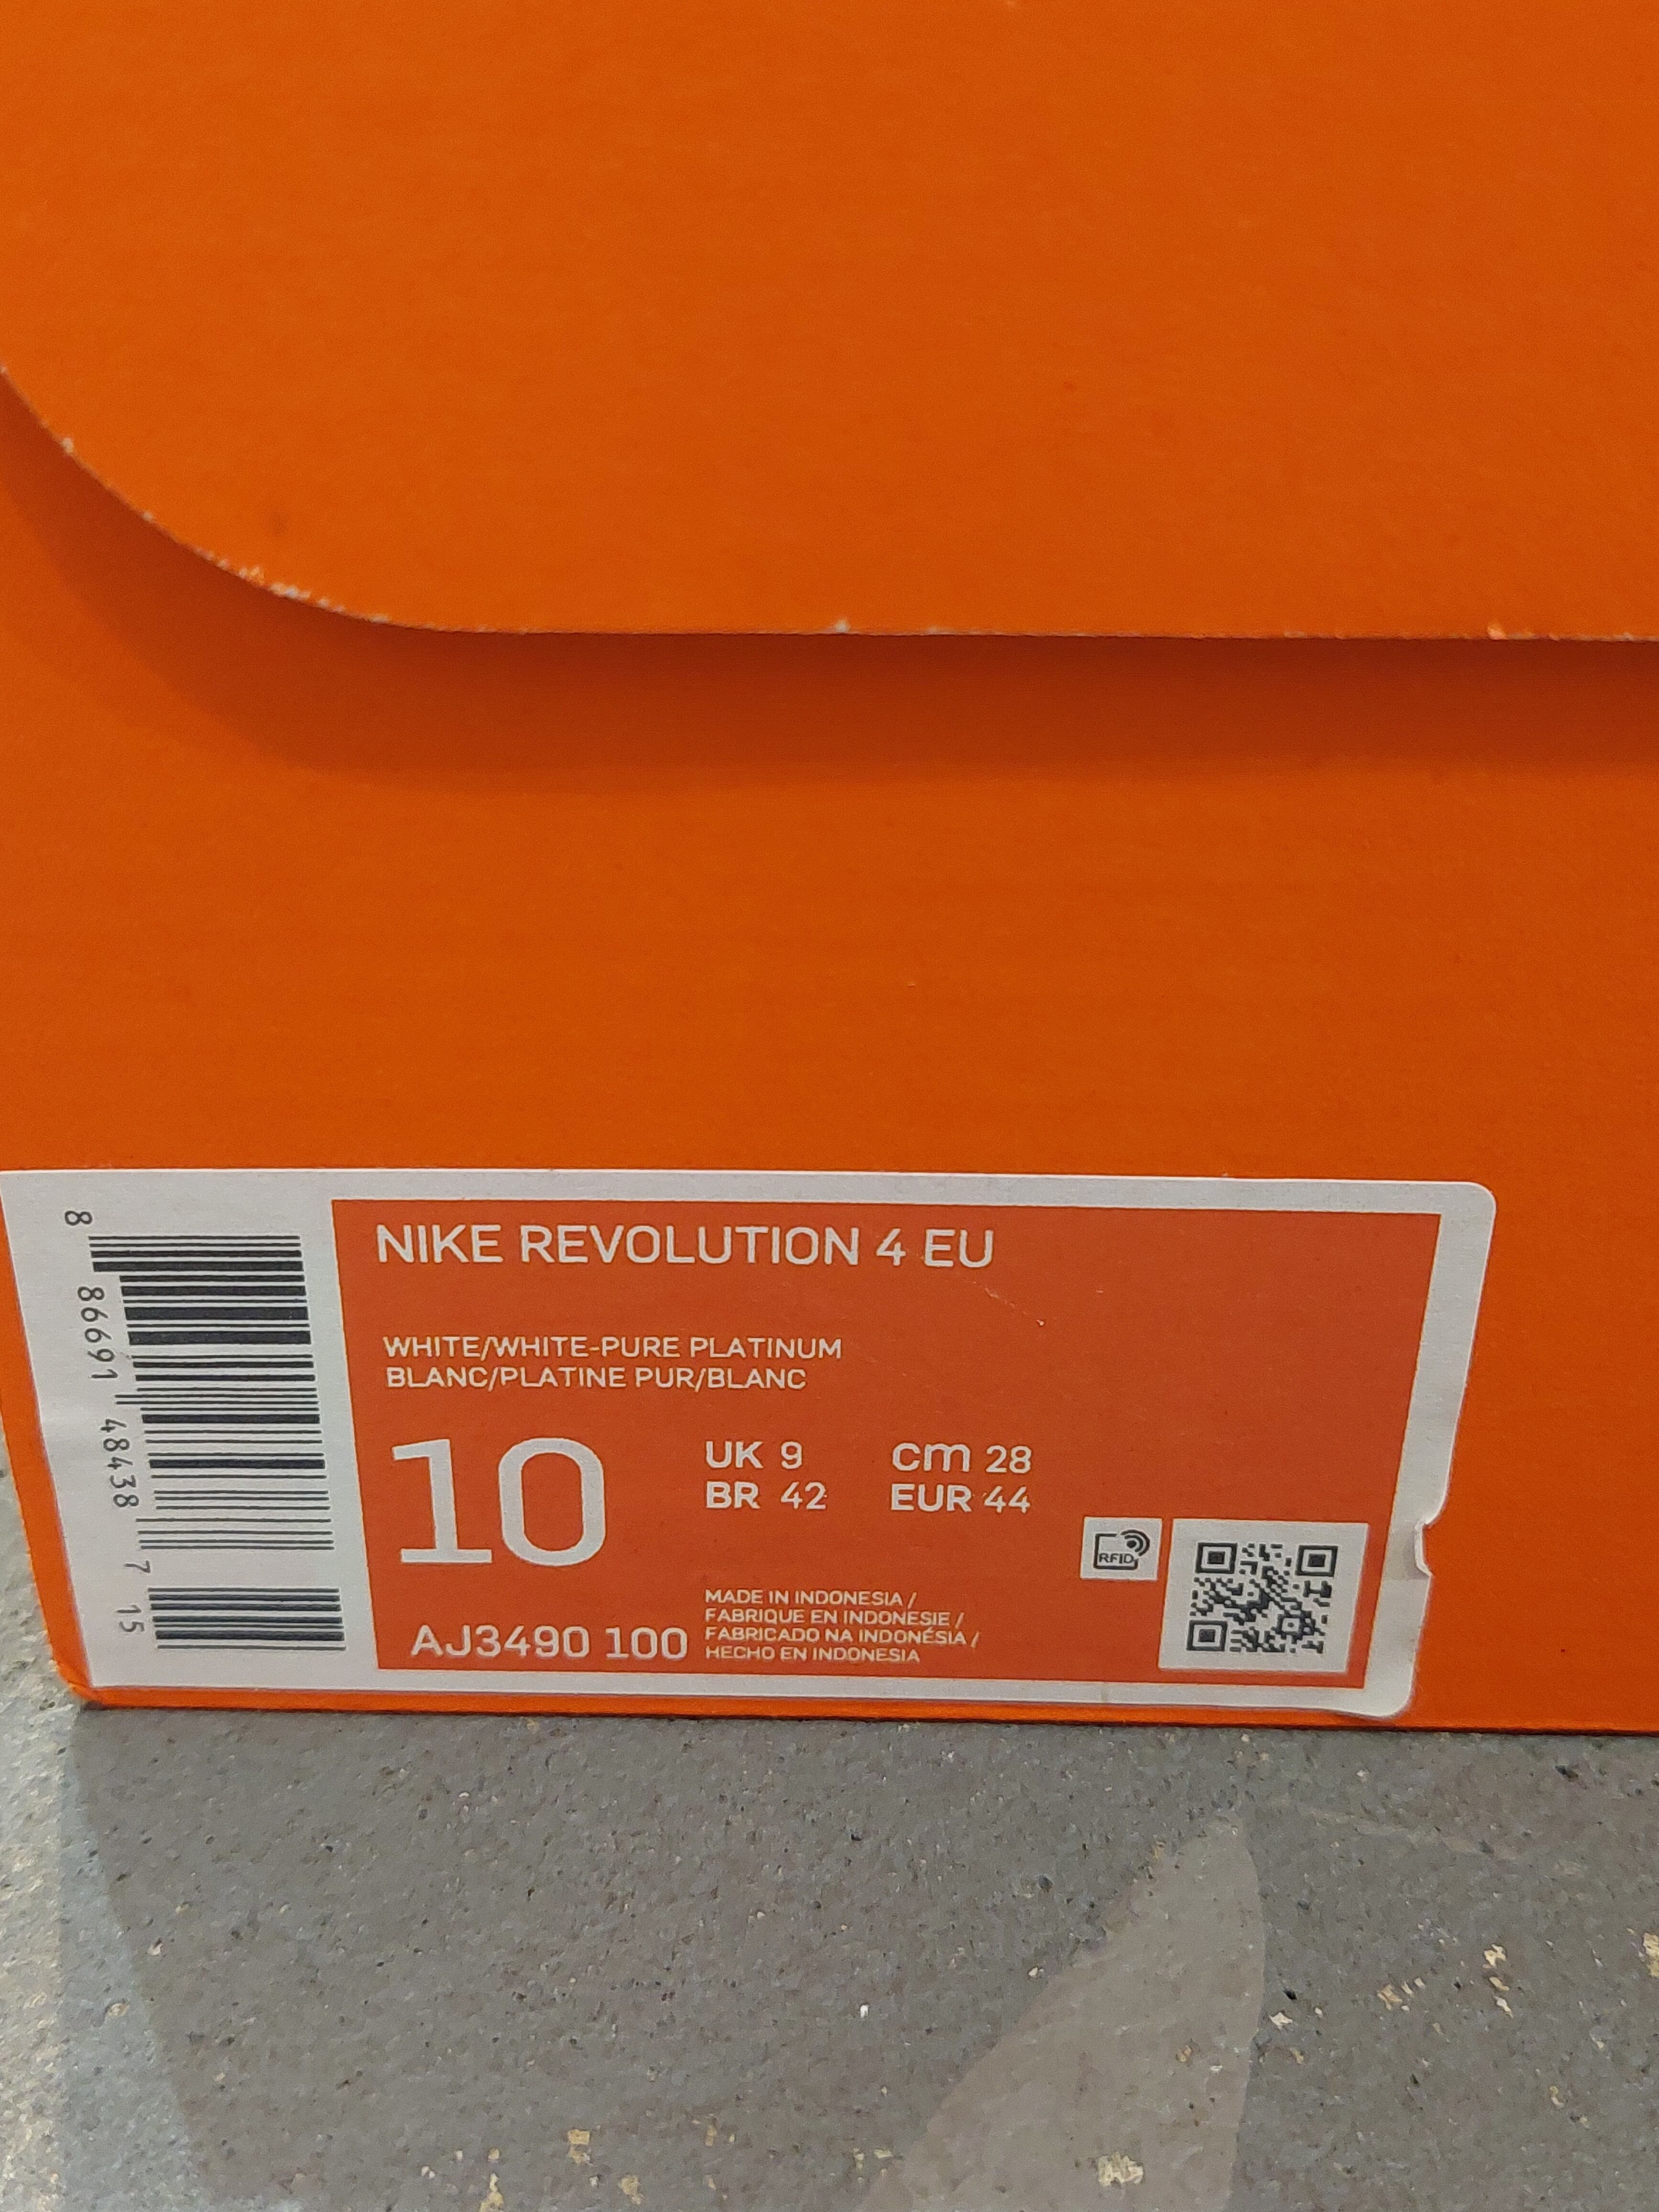 NIKE REVOLUTION 4 EU
WHITE/WHITE-PURE PLATINUM
BLANC/PLATINE PUR/BLANC
10
UK 9 cm 28
BR 42 EUR 44
RFID
AJ3490 100
MADE IN INDONESIA /
FABRIQUE EN INDONESIE /
FABRICADO NA INDONÉSIA /
HECHO EN INDONESIA
8 86691 48438 7 15